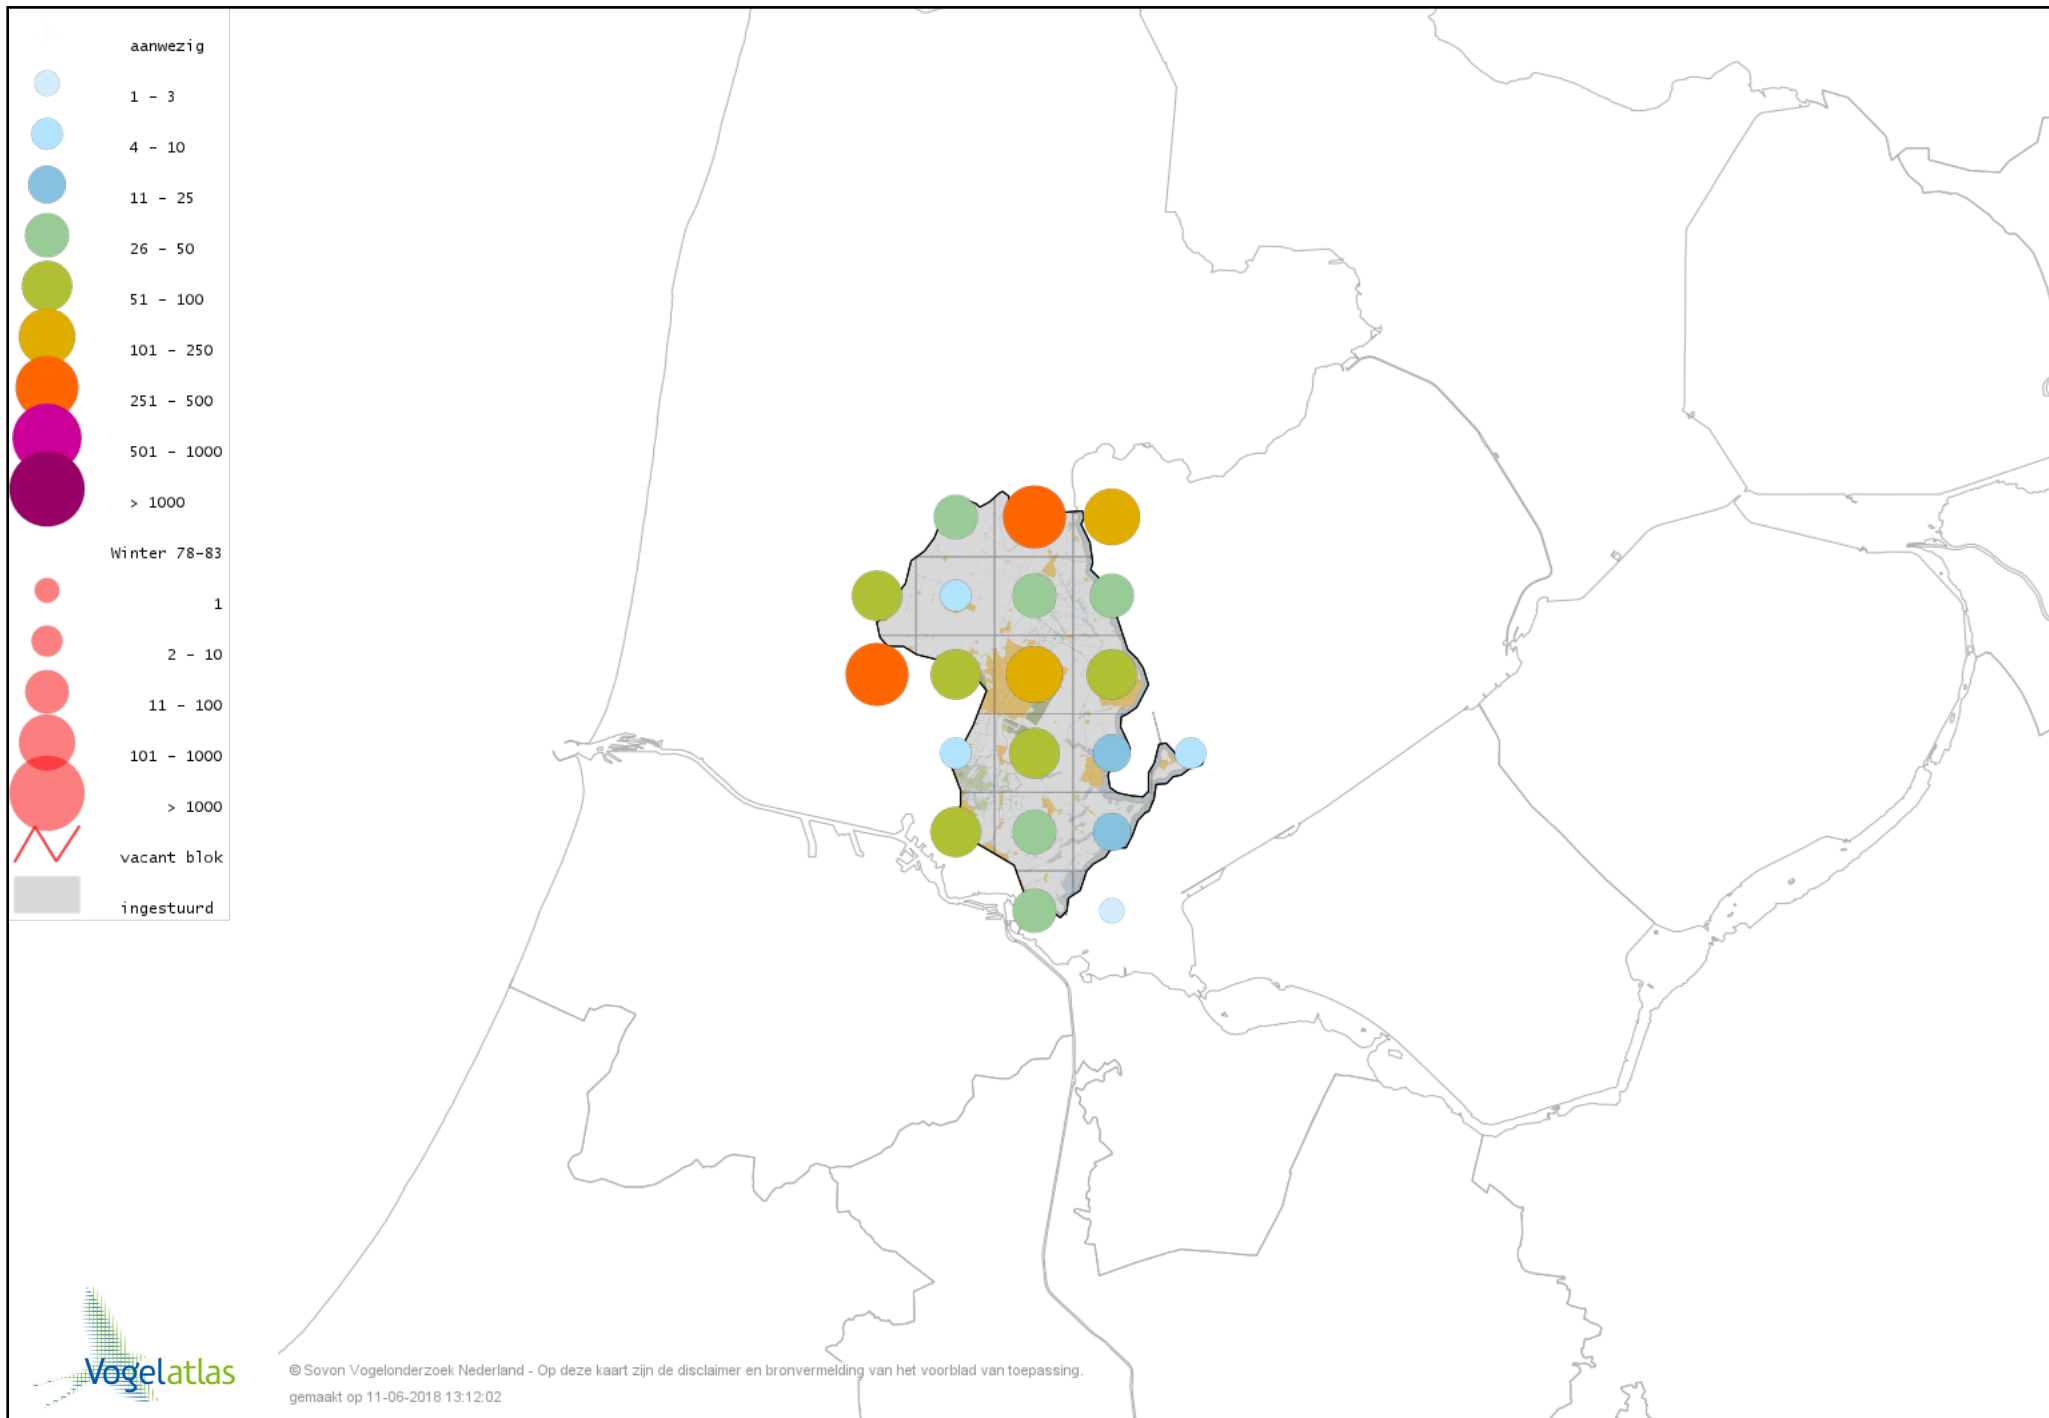 aanwezig
1 - 3
4 - 10
11 - 25
26 - 50
51 - 100
101 - 250
251 - 500
501 - 1000
> 1000
Winter 78-83
1
2 - 10
11 - 100
101 - 1000
> 1000
vacant blok
ingestuurd
Vogelatlas
© Sovon Vogelonderzoek Nederland - Op deze kaart zijn de disclaimer en bronvermelding van het voorblad van toepassing.
gemaakt op 11-06-2018 13:12:02